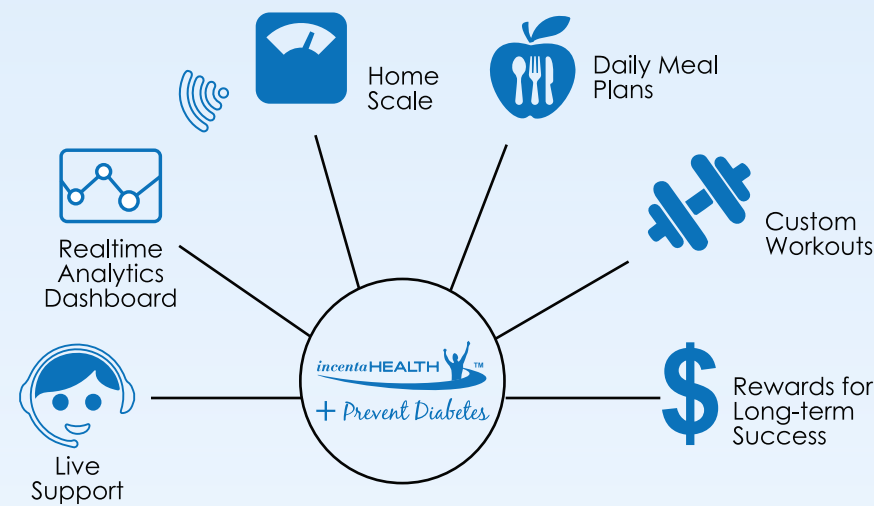 Home
Scale
Daily Meal
Plans
Realtime
Analytics
Dashboard
Custom
Workouts
incentaHEALTH ™
+ Prevent Diabetes
Live
Support
$
Rewards for
Long-term
Success